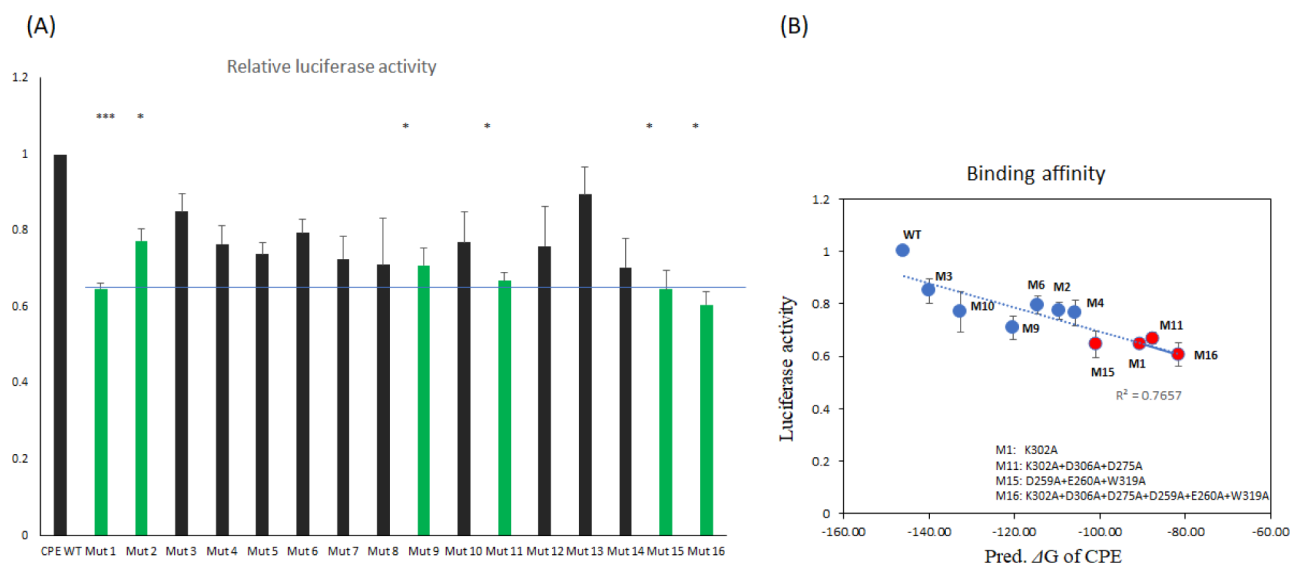 (A)
Relative luciferase activity
1.2
1
0.8
0.6
0.4
0.2
0
*** * * * * *
CPE WT Mut 1 Mut 2 Mut 3 Mut 4 Mut 5 Mut 6 Mut 7 Mut 8 Mut 9 Mut 10 Mut 11 Mut 12 Mut 13 Mut 14 Mut 15 Mut 16
(B)
Binding affinity
Luciferase activity
1.2
1
0.8
0.6
0.4
0.2
0
WT
M3
M10
M9
M6
M2
M4
M15
M1
M11
M16
R² = 0.7657
M1: K302A
M11: K302A+D306A+D275A
M15: D259A+E260A+W319A
M16: K302A+D306A+D275A+D259A+E260A+W319A
-160.00 -140.00 -120.00 -100.00 -80.00 -60.00
Pred. ΔG of CPE